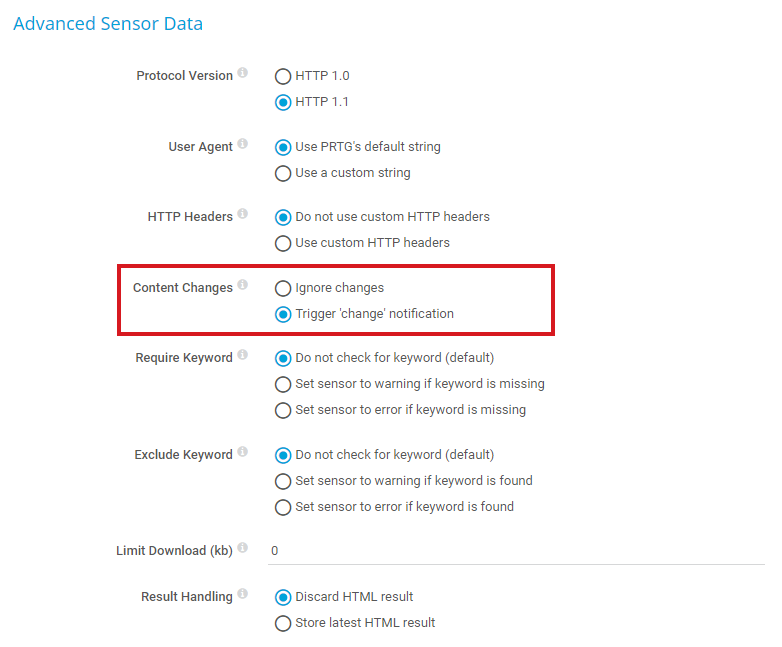 Advanced Sensor Data
Protocol Version HTTP 1.0
HTTP 1.1
User Agent Use PRTG's default string
Use a custom string
HTTP Headers Do not use custom HTTP headers
Use custom HTTP headers
Content Changes Ignore changes
Trigger 'change' notification
Require Keyword Do not check for keyword (default)
Set sensor to warning if keyword is missing
Set sensor to error if keyword is missing
Exclude Keyword Do not check for keyword (default)
Set sensor to warning if keyword is found
Set sensor to error if keyword is found
Limit Download (kb) 0
Result Handling Discard HTML result
Store latest HTML result